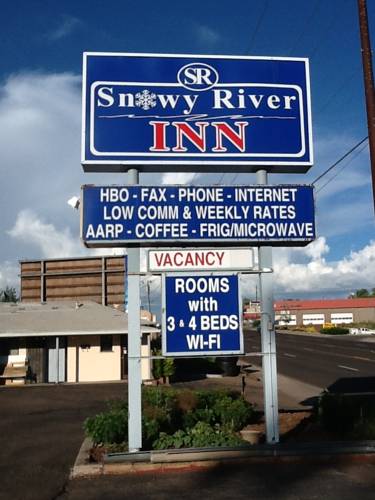 SR
Snowy River
INN
HBO - FAX - PHONE - INTERNET
LOW COMM & WEEKLY RATES
AARP - COFFEE - FRIG/MICROWAVE
VACANCY
ROOMS
with
3 & 4 BEDS
WI-FI